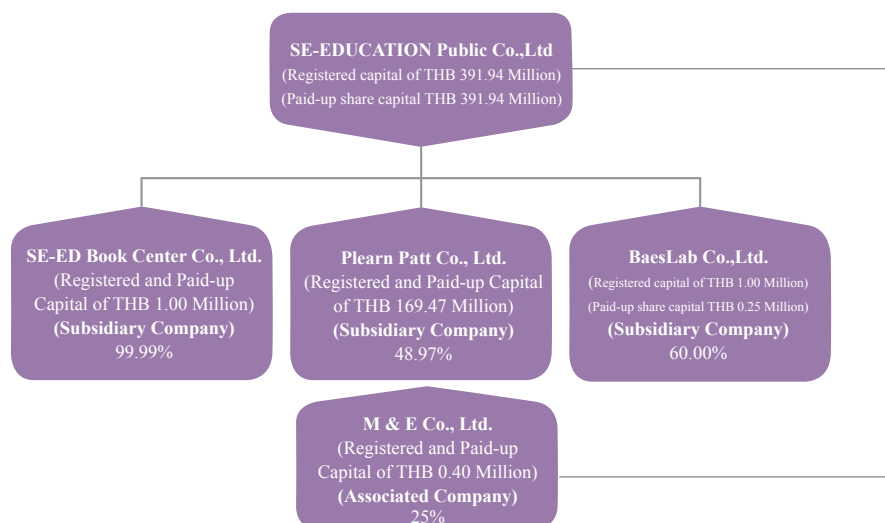 SE-EDUCATION Public Co.,Ltd
(Registered capital of THB 391.94 Million)
(Paid-up share capital THB 391.94 Million)
SE-ED Book Center Co., Ltd.
(Registered and Paid-up
Capital of THB 1.00 Million)
(Subsidiary Company)
99.99%
Plearn Patt Co., Ltd.
(Registered and Paid-up Capital
of THB 169.47 Million)
(Subsidiary Company)
48.97%
BaesLab Co.,Ltd.
(Registered capital of THB 1.00 Million)
(Paid-up share capital THB 0.25 Million)
(Subsidiary Company)
60.00%
M & E Co., Ltd.
(Registered and Paid-up
Capital of THB 0.40 Million)
(Associated Company)
25%